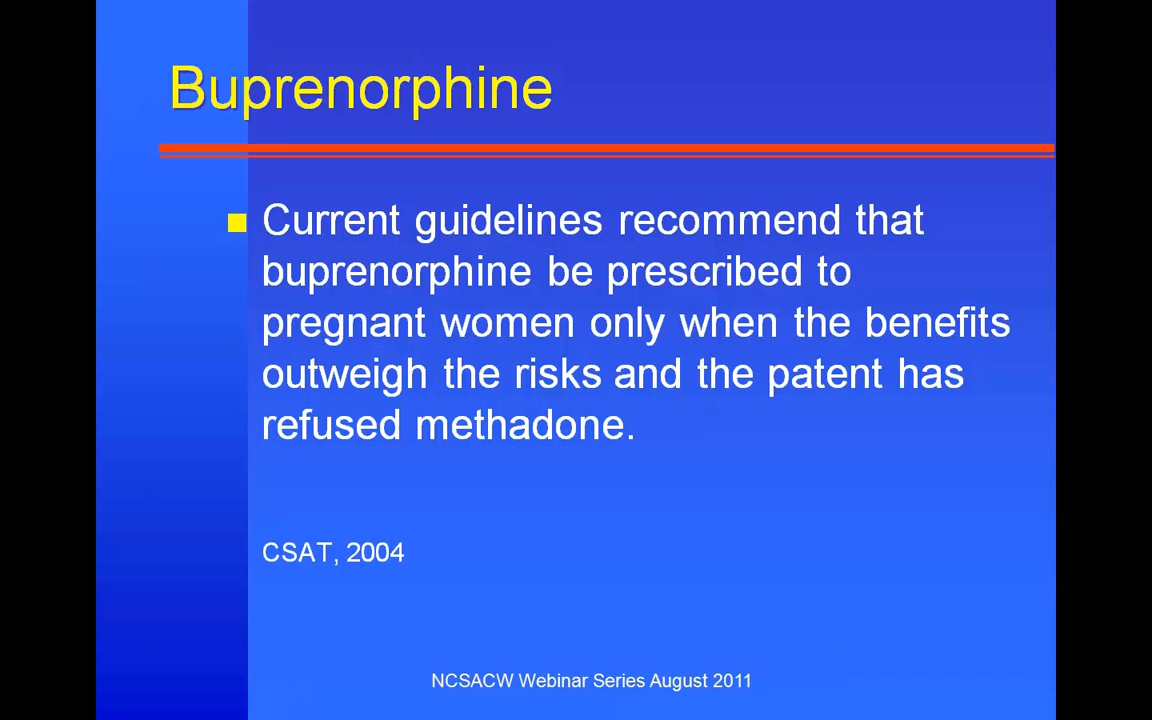 Buprenorphine
Current guidelines recommend that
buprenorphine be prescribed to
pregnant women only when the benefits
outweigh the risks and the patent has
refused methadone.
CSAT, 2004
NCSACW Webinar Series August 2011